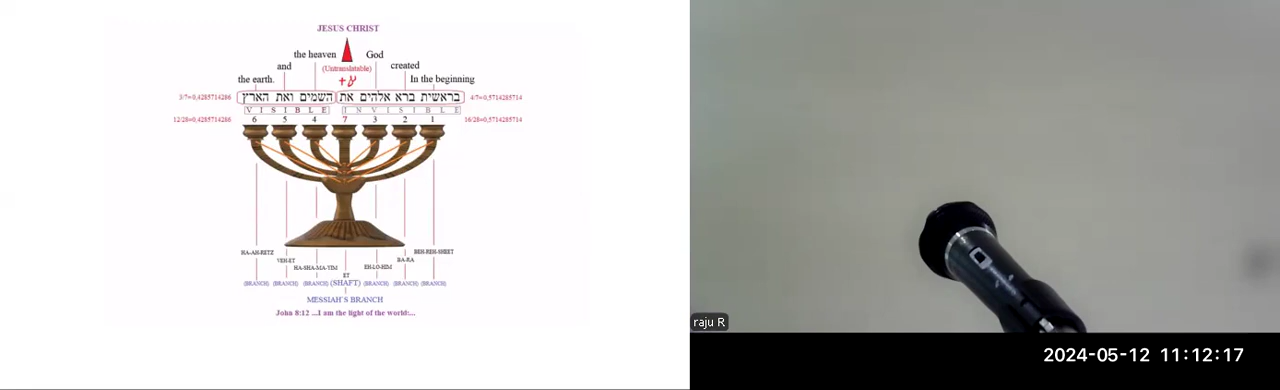 JESUS CHRIST
the heaven God
(Untranslatable)
and created
the earth. In the beginning
בראשית ברא אלהים את השמים ואת הארץ
3/7=0,4285714286 4/7=0,5714285714
VISIBLE INVISIBLE
12/28=0,4285714286 6 5 4 7 3 2 1 16/28=0,5714285714
HA-AH-RETZ BEH-REH-SHEET
VEH-ET BA-RA
HA-SHA-MA-YIM EH-LO-HIM
ET
(BRANCH) (BRANCH) (BRANCH) (SHAFT) (BRANCH) (BRANCH) (BRANCH)
MESSIAH'S BRANCH
John 8:12 ...I am the light of the world:...
raju R
2024-05-12 11:12:17